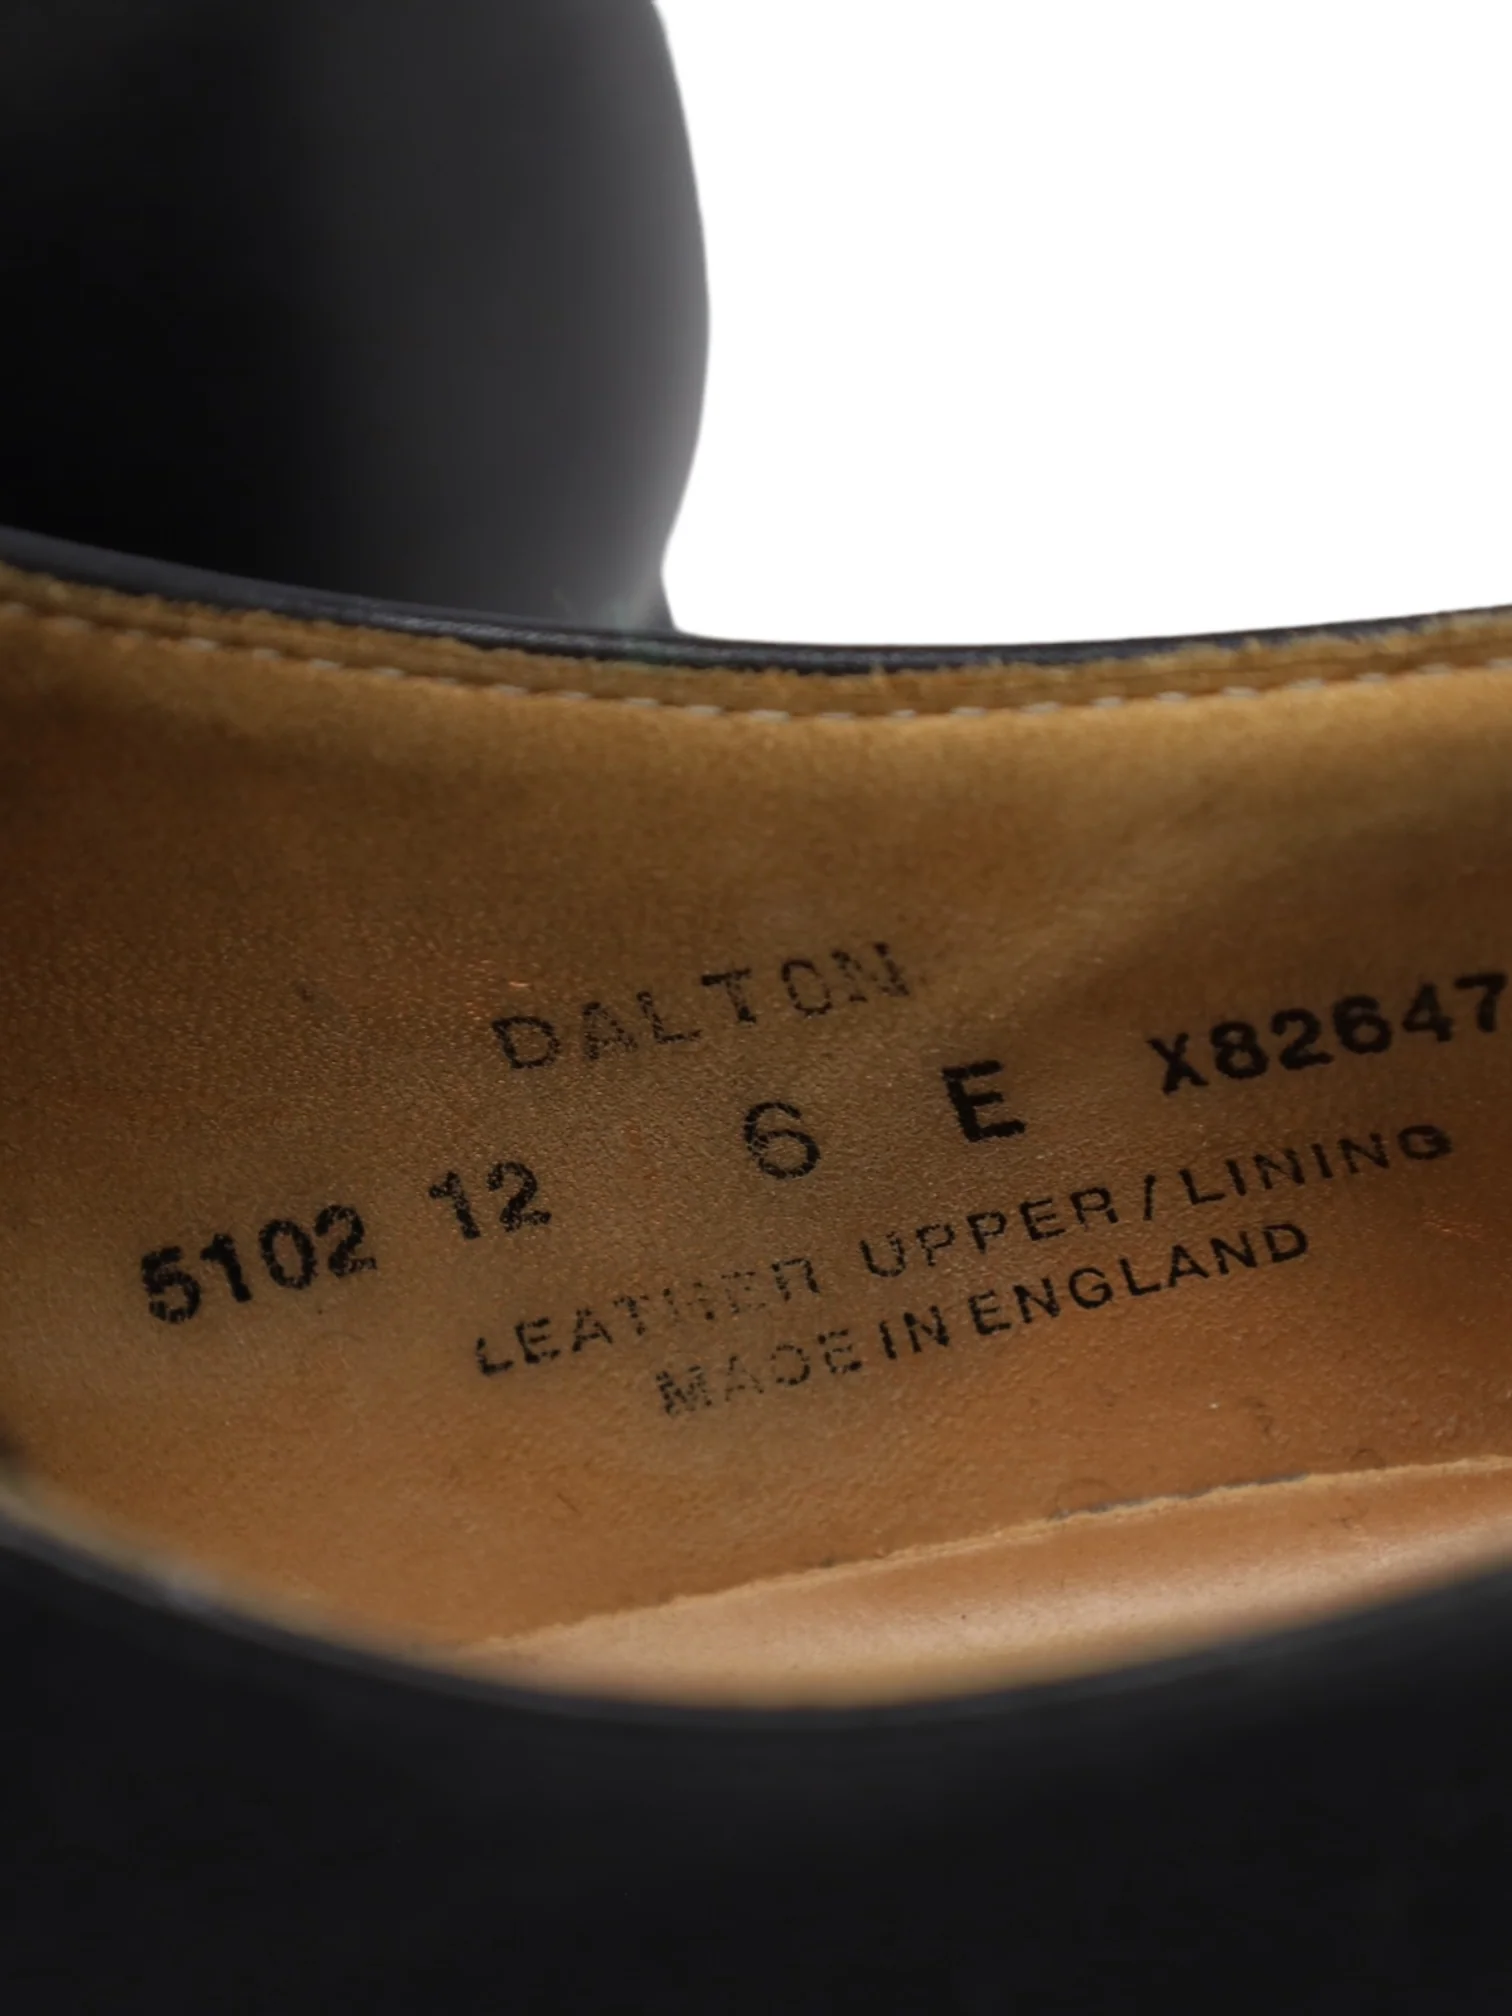 DALTON
5102 12 6 E X82647
LEATHER UPPER/LINING
MADE IN ENGLAND